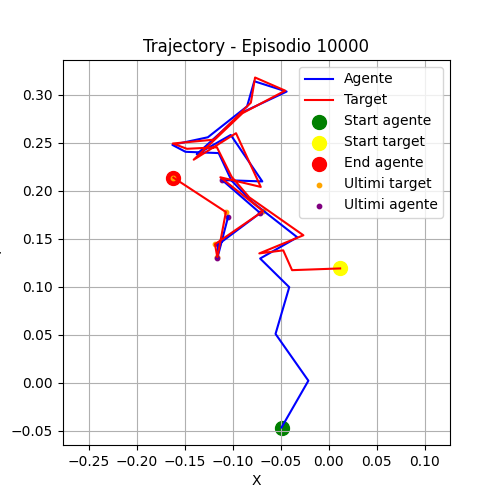 Trajectory - Episodio 10000
Agente
Target
Start agente
Start target
End agente
Ultimi target
Ultimi agente
0.30
0.25
0.20
0.15
0.10
0.05
0.00
−0.05
−0.25 −0.20 −0.15 −0.10 −0.05 0.00 0.05 0.10
X